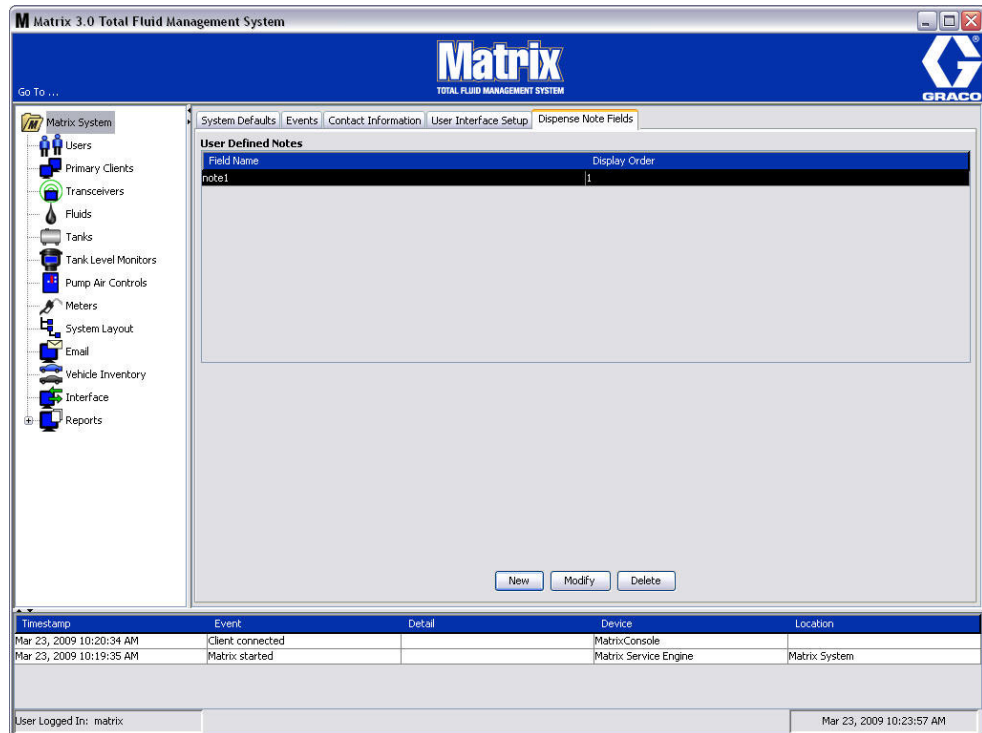 M Matrix 3.0 Total Fluid Management System
Matrix
TOTAL FLUID MANAGEMENT SYSTEM
GRACO
Go To ...
Matrix System
Users
Primary Clients
Transceivers
Fluids
Tanks
Tank Level Monitors
Pump Air Controls
Meters
System Layout
Email
Vehicle Inventory
Interface
Reports
System Defaults Events Contact Information User Interface Setup Dispense Note Fields
User Defined Notes
Field Name Display Order
note1 1
New Modify Delete
Timestamp Event Detail Device Location
Mar 23, 2009 10:20:34 AM Client connected MatrixConsole
Mar 23, 2009 10:19:35 AM Matrix started Matrix Service Engine Matrix System
User Logged In: matrix Mar 23, 2009 10:23:57 AM